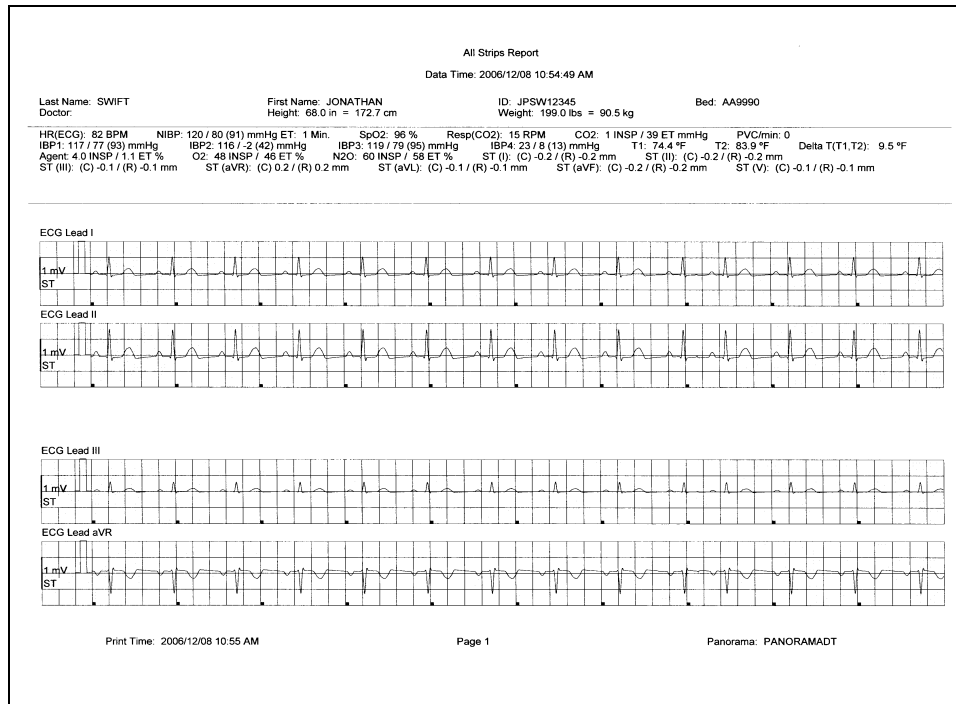 All Strips Report
Data Time: 2006/12/08 10:54:49 AM
Last Name: SWIFT First Name: JONATHAN ID: JPSW12345 Bed: AA9990
Doctor: Height: 68.0 in = 172.7 cm Weight: 199.0 lbs = 90.5 kg
HR(ECG): 82 BPM NIBP: 120 / 80 (91) mmHg ET: 1 Min. SpO2: 96 % Resp(CO2): 15 RPM CO2: 1 INSP / 39 ET mmHg PVC/min: 0
IBP1: 117 / 77 (93) mmHg IBP2: 116 / -2 (42) mmHg IBP3: 119 / 79 (95) mmHg IBP4: 23 / 8 (13) mmHg T1: 74.4 ºF T2: 83.9 ºF Delta T(T1,T2): 9.5 ºF
Agent: 4.0 INSP / 1.1 ET % O2: 48 INSP / 46 ET % N2O: 60 INSP / 58 ET % ST (I): (C) -0.2 / (R) -0.2 mm ST (II): (C) -0.2 / (R) -0.2 mm
ST (III): (C) -0.1 / (R) -0.1 mm ST (aVR): (C) 0.2 / (R) 0.2 mm ST (aVL): (C) -0.1 / (R) -0.1 mm ST (aVF): (C) -0.2 / (R) -0.2 mm ST (V): (C) -0.1 / (R) -0.1 mm
ECG Lead I
1 mV
ST
ECG Lead II
1 mV
ST
ECG Lead III
1 mV
ST
ECG Lead aVR
1 mV
ST
Print Time: 2006/12/08 10:55 AM Page 1 Panorama: PANORAMADT